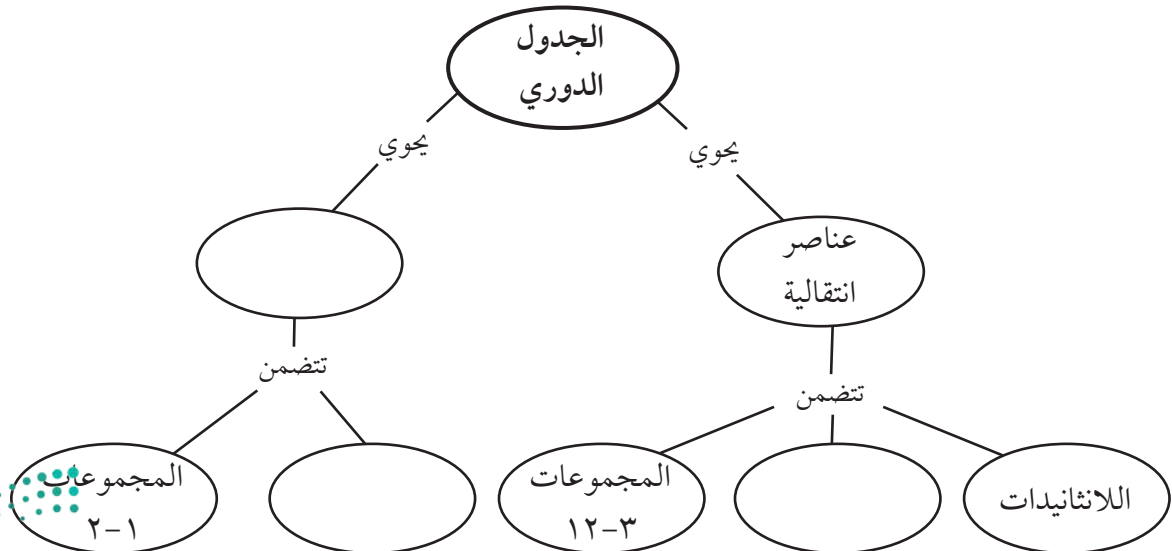 الجدول
الدوري
يحوي
يحوي
عناصر
انتقالية
تتضمن
تتضمن
اللانثانيدات
المجموعات
٣-١٢
المجموعات
١-٢